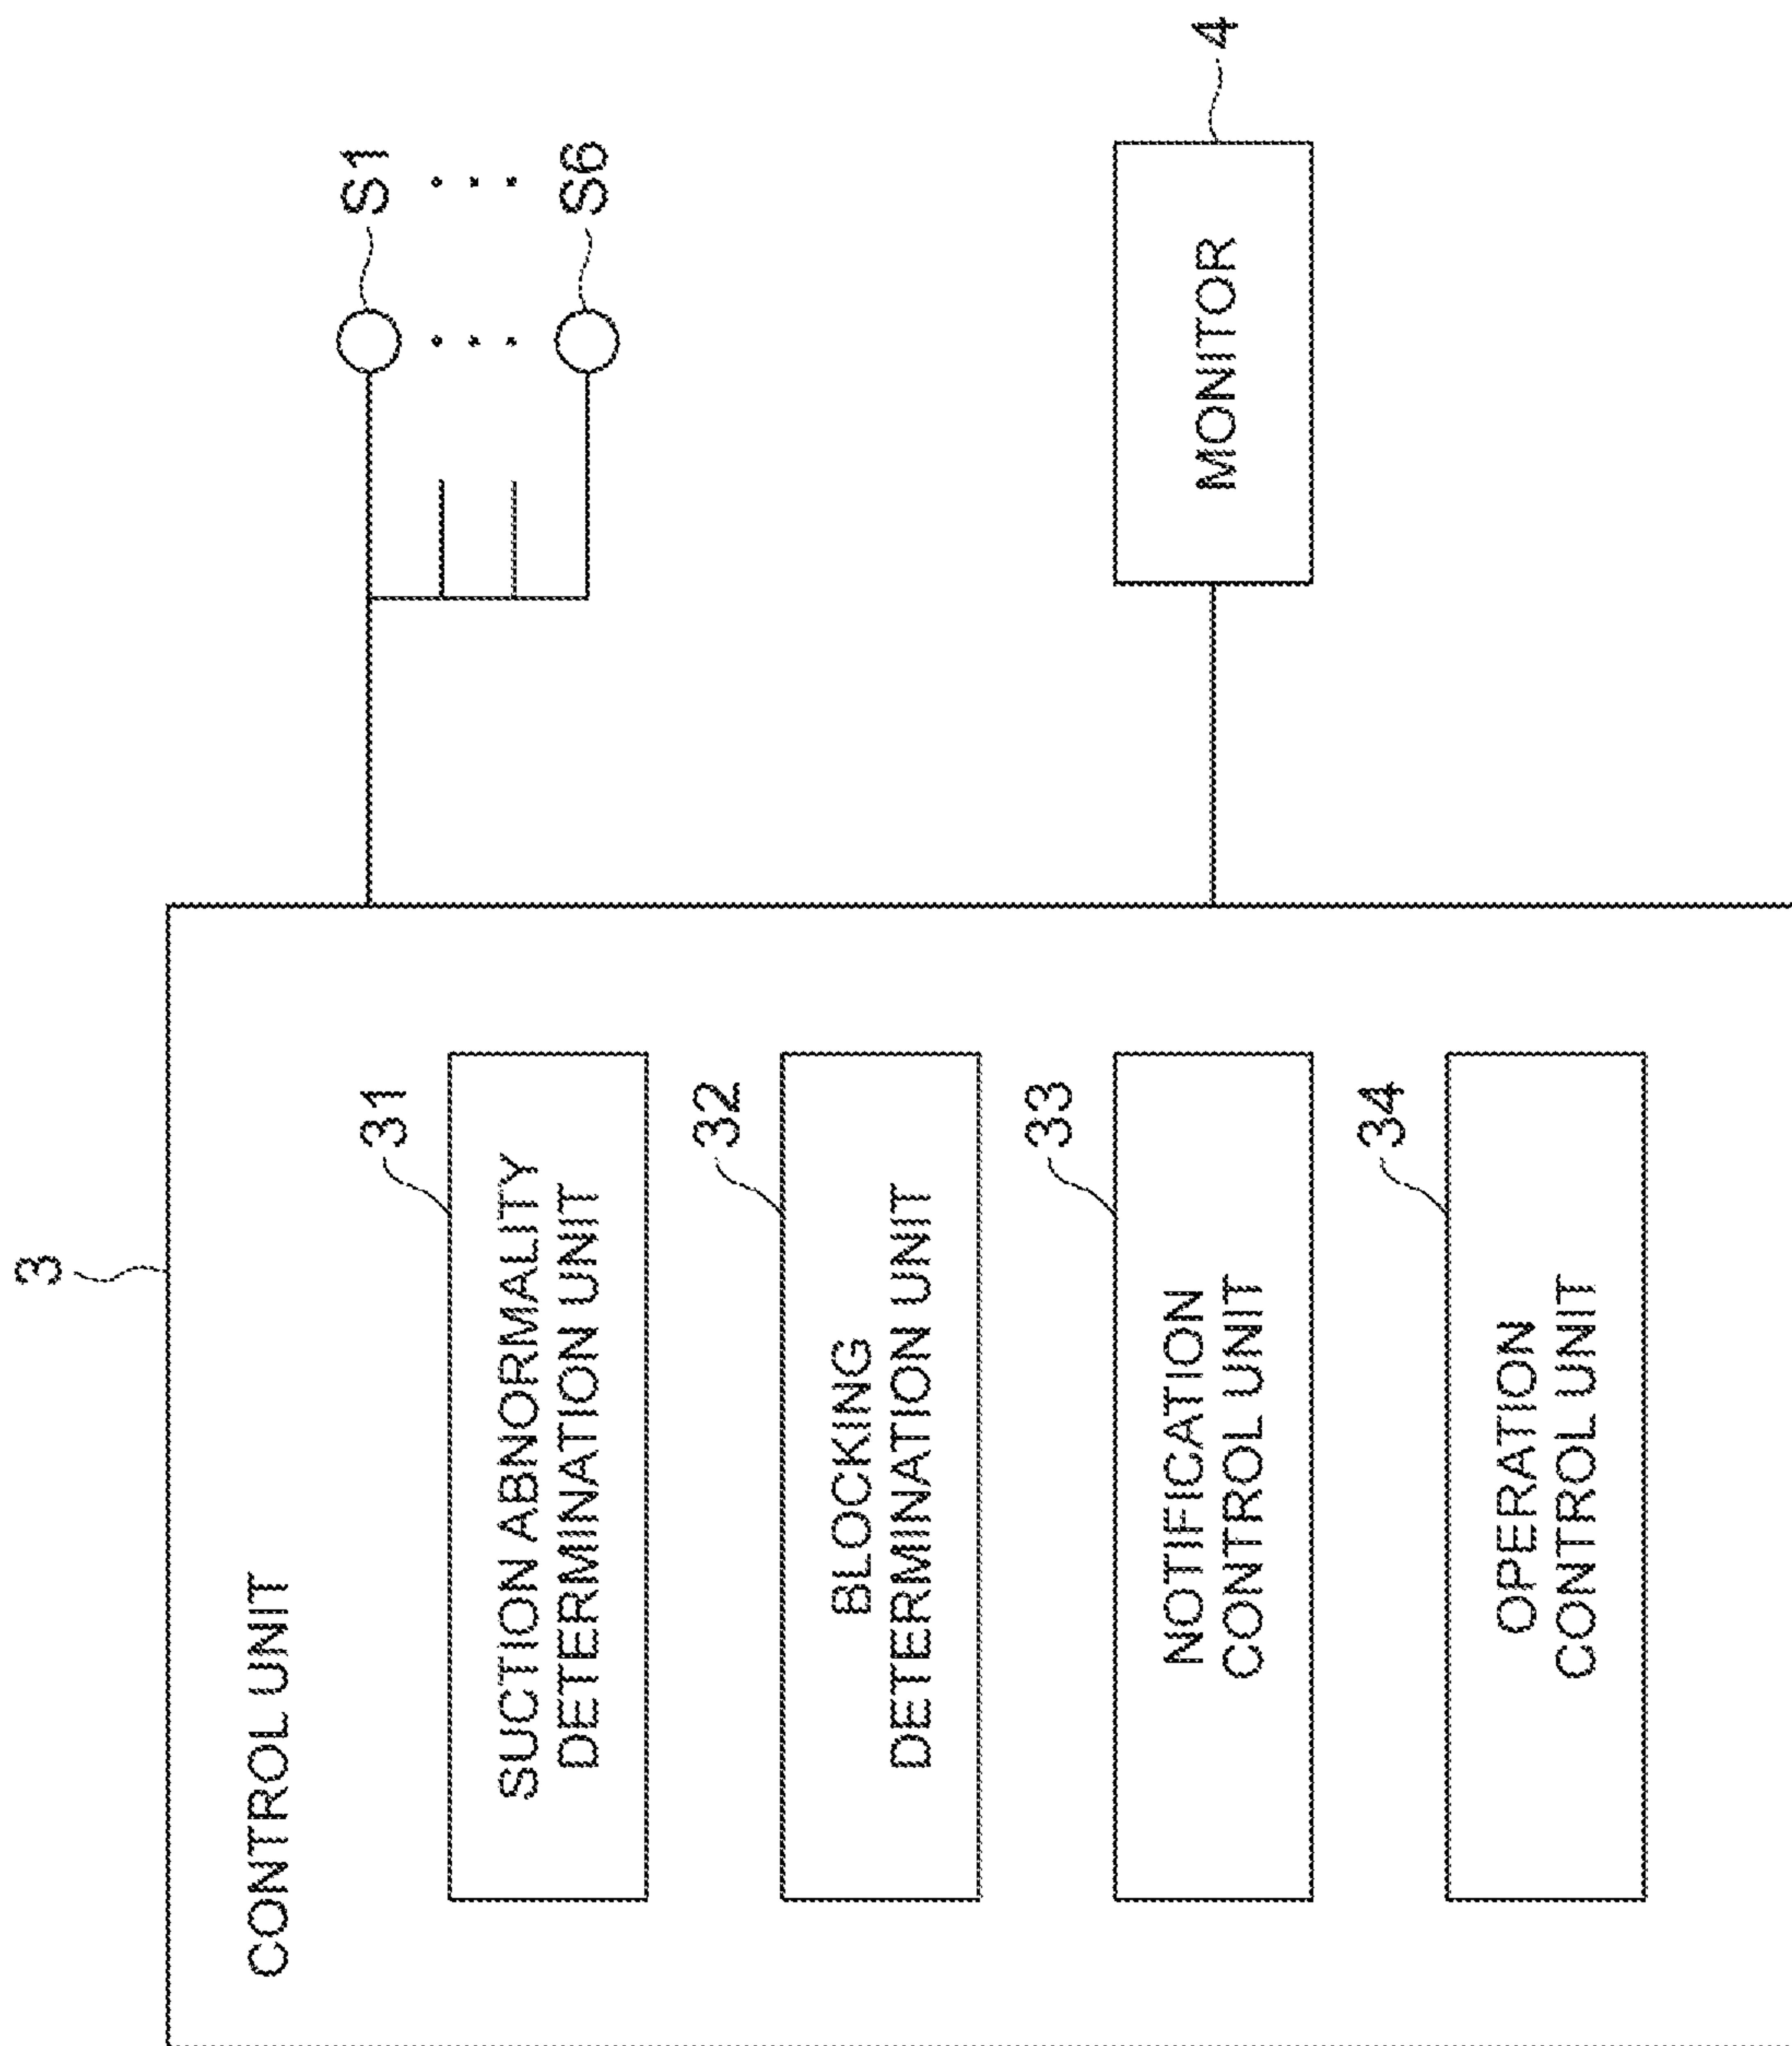 3
CONTROL UNIT
31
SUCTION ABNORMALITY
DETERMINATION UNIT
32
BLOCKING
DETERMINATION UNIT
33
NOTIFICATION
CONTROL UNIT
34
OPERATION
CONTROL UNIT
S1
S6
MONITOR
4